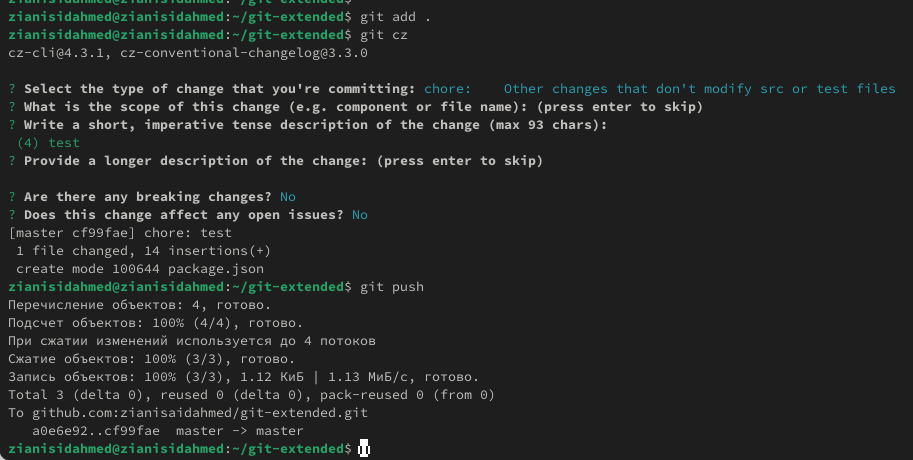 zianisidahmed@zianisidahmed:~/git-extended$ git add .
zianisidahmed@zianisidahmed:~/git-extended$ git cz
cz-cli@4.3.1, cz-conventional-changelog@3.3.0
? Select the type of change that you're committing: chore:    Other changes that don't modify src or test files
? What is the scope of this change (e.g. component or file name): (press enter to skip)
? Write a short, imperative tense description of the change (max 93 chars):
 (4) test
? Provide a longer description of the change: (press enter to skip)
? Are there any breaking changes? No
? Does this change affect any open issues? No
[master cf99fae] chore: test
 1 file changed, 14 insertions(+)
 create mode 100644 package.json
zianisidahmed@zianisidahmed:~/git-extended$ git push
Перечисление объектов: 4, готово.
Подсчет объектов: 100% (4/4), готово.
При сжатии изменений используется до 4 потоков
Сжатие объектов: 100% (3/3), готово.
Запись объектов: 100% (3/3), 1.12 КиБ | 1.13 МиБ/с, готово.
Total 3 (delta 0), reused 0 (delta 0), pack-reused 0 (from 0)
To github.com:zianisaidahmed/git-extended.git
   a0e6e92..cf99fae  master -> master
zianisidahmed@zianisidahmed:~/git-extended$